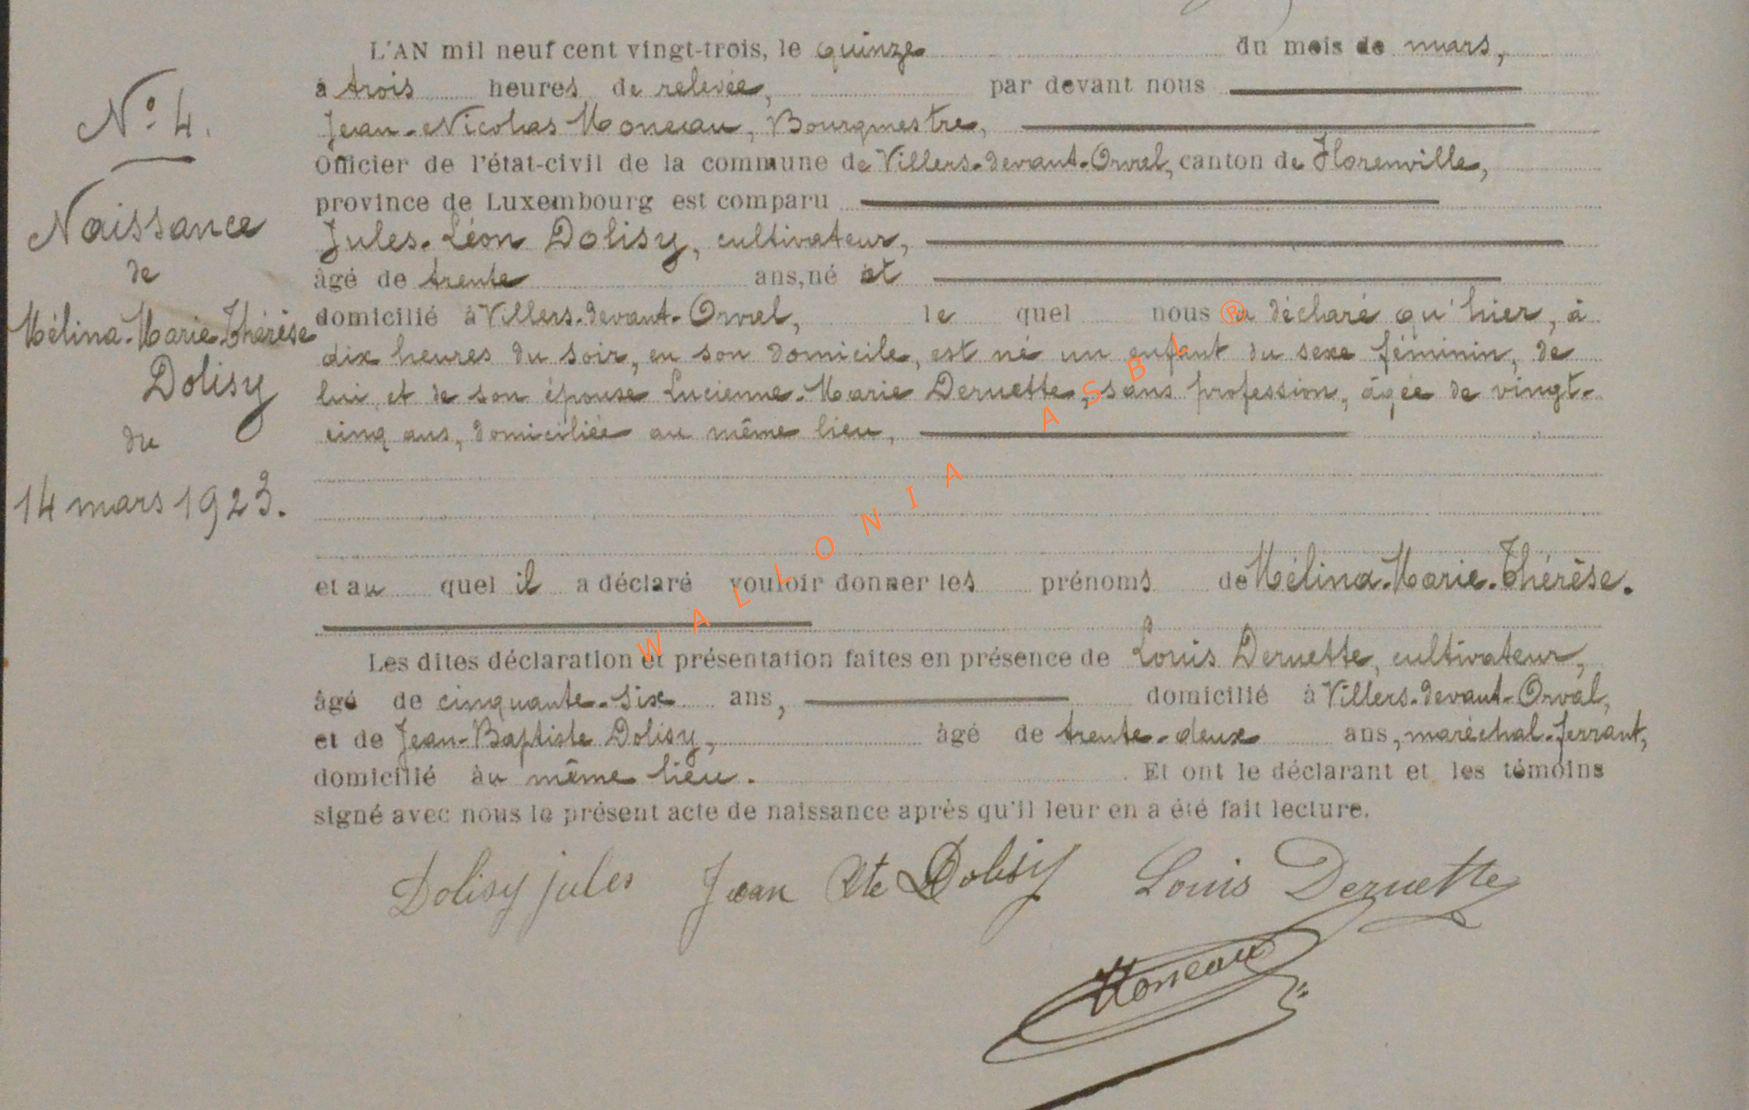 N° 4.
Naissance
de
Mélina-Marie-Thérèse
Dolisy
du
14 mars 1923.
L'AN mil neuf cent vingt-trois, le quinze du mois de mars,
à trois heures de relevée, par devant nous
Jean-Nicolas Moneau, Bourgmestre,
Officier de l'état-civil de la commune de Villers-devant-Orval, canton de Florenville,
province de Luxembourg est comparu
Jules-Léon Dolisy, cultivateur,
âgé de trente ans, né et
domicilié à Villers-devant-Orval, le quel nous a déclaré qu'hier, à
dix heures du soir, en son domicile, est né un enfant du sexe féminin, de
lui et de son épouse Lucienne-Marie Deruette, sans profession, âgée de vingt-
cinq ans, domiciliée au même lieu,
et au quel il a déclaré vouloir donner les prénoms de Mélina-Marie-Thérèse.
Les dites déclaration et présentation faites en présence de Louis Deruette, cultivateur,
âgé de cinquante-six ans, domicilié à Villers-devant-Orval,
et de Jean-Baptiste Dolisy, âgé de trente-deux ans, maréchal-ferrant,
domicilié au même lieu. Et ont le déclarant et les témoins
signé avec nous le présent acte de naissance après qu'il leur en a été fait lecture.
Dolisy jules Jean Bte Dolisy Louis Deruette
Moneau
WALLONIA ASBL ®